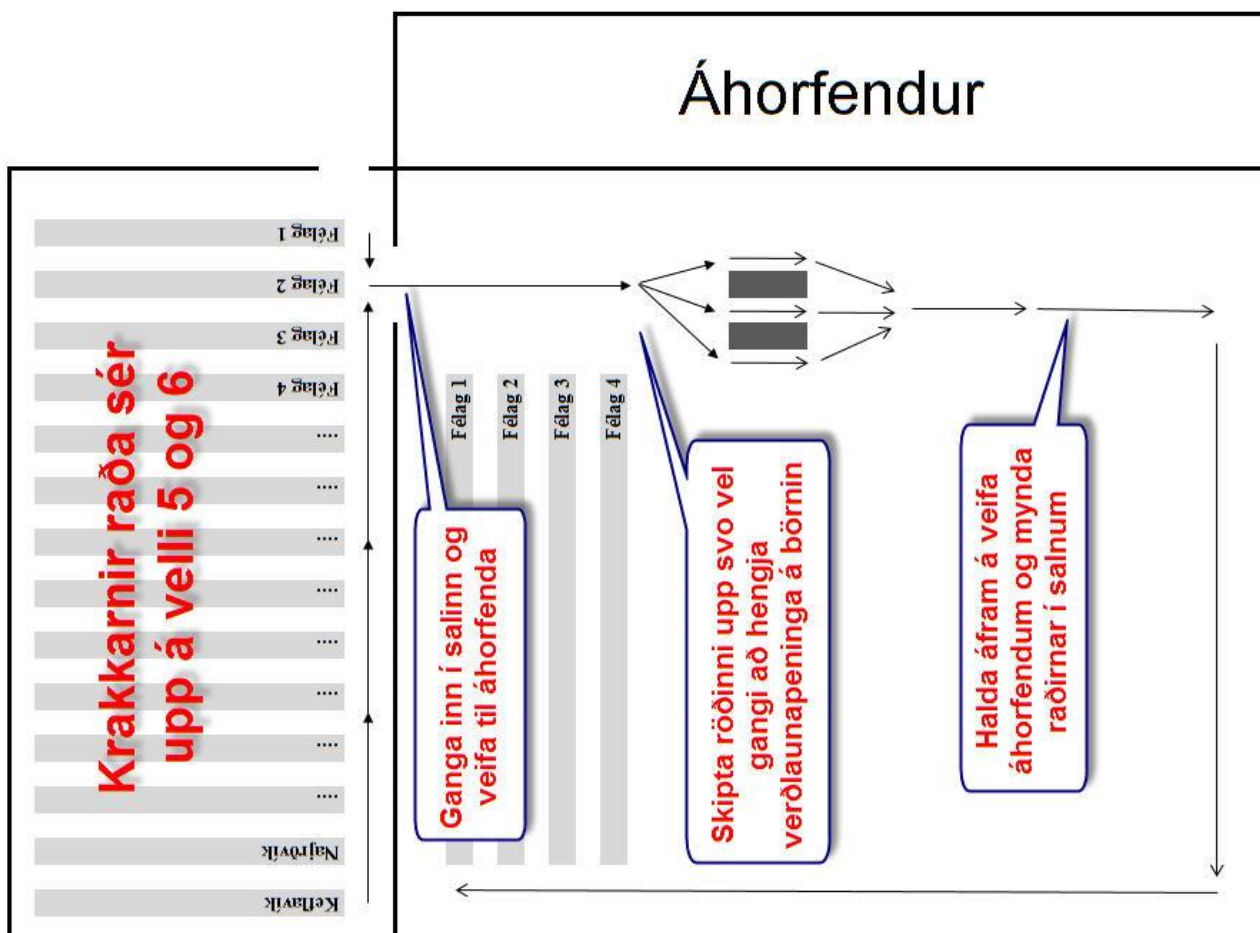 Áhorfendur
Félag 1
Félag 2
Félag 3
Félag 4
....
....
....
....
....
....
....
....
Najrðvík
Keflavík
Krakkarnir raða sér
upp á velli 5 og 6
Félag 1
Félag 2
Félag 3
Félag 4
Ganga inn í salinn og
veifa til áhorfenda
Skipta röðinni upp svo vel
gangi að hengja
verðlaunapeninga á börnin
Halda áfram á veifa
áhorfendum og mynda
raðirnar í salnum